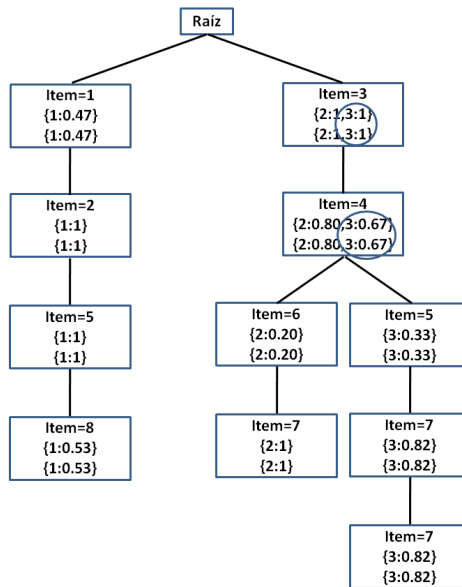 Raíz
Item=1
{1:0.47}
{1:0.47}
Item=3
{2:1,3:1}
{2:1,3:1}
Item=2
{1:1}
{1:1}
Item=4
{2:0.80,3:0.67}
{2:0.80,3:0.67}
Item=5
{1:1}
{1:1}
Item=6
{2:0.20}
{2:0.20}
Item=5
{3:0.33}
{3:0.33}
Item=8
{1:0.53}
{1:0.53}
Item=7
{2:1}
{2:1}
Item=7
{3:0.82}
{3:0.82}
Item=7
{3:0.82}
{3:0.82}